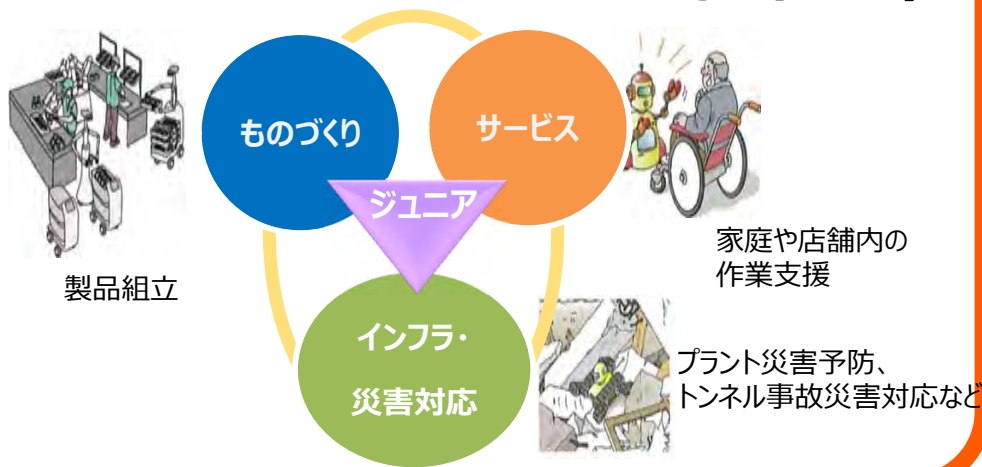 ものづくり
サービス
ジュニア
製品組立
家庭や店舗内の
作業支援
インフラ・
災害対応
プラント災害予防、
トンネル事故災害対応など